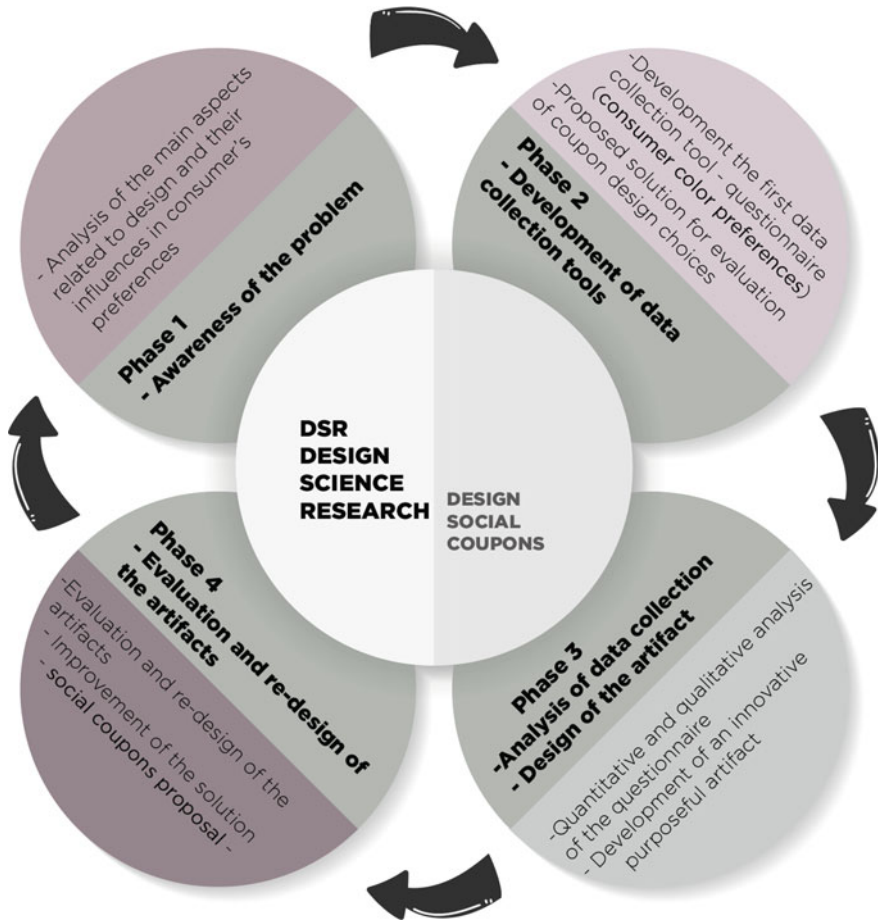 - Analysis of the main aspects
related to design and their
influences in consumer's
preferences
Phase 1
- Awareness of the problem
-Development the first data
collection tool - questionnaire
(consumer color preferences)
-Proposed solution for evaluation
of coupon design choices
Phase 2
- Development of data
collection tools
DSR
DESIGN
SCIENCE
RESEARCH
DESIGN
SOCIAL
COUPONS
Phase 3
-Analysis of data collection
- Design of the artifact
-Quantitative and qualitative analysis
of the questionnaire
- Development of an innovative
purposeful artifact
Phase 4
- Evaluation and re-design of
the artifacts
-Evaluation and re-design of the
artifacts
- Improvement of the solution
- social coupons proposal -